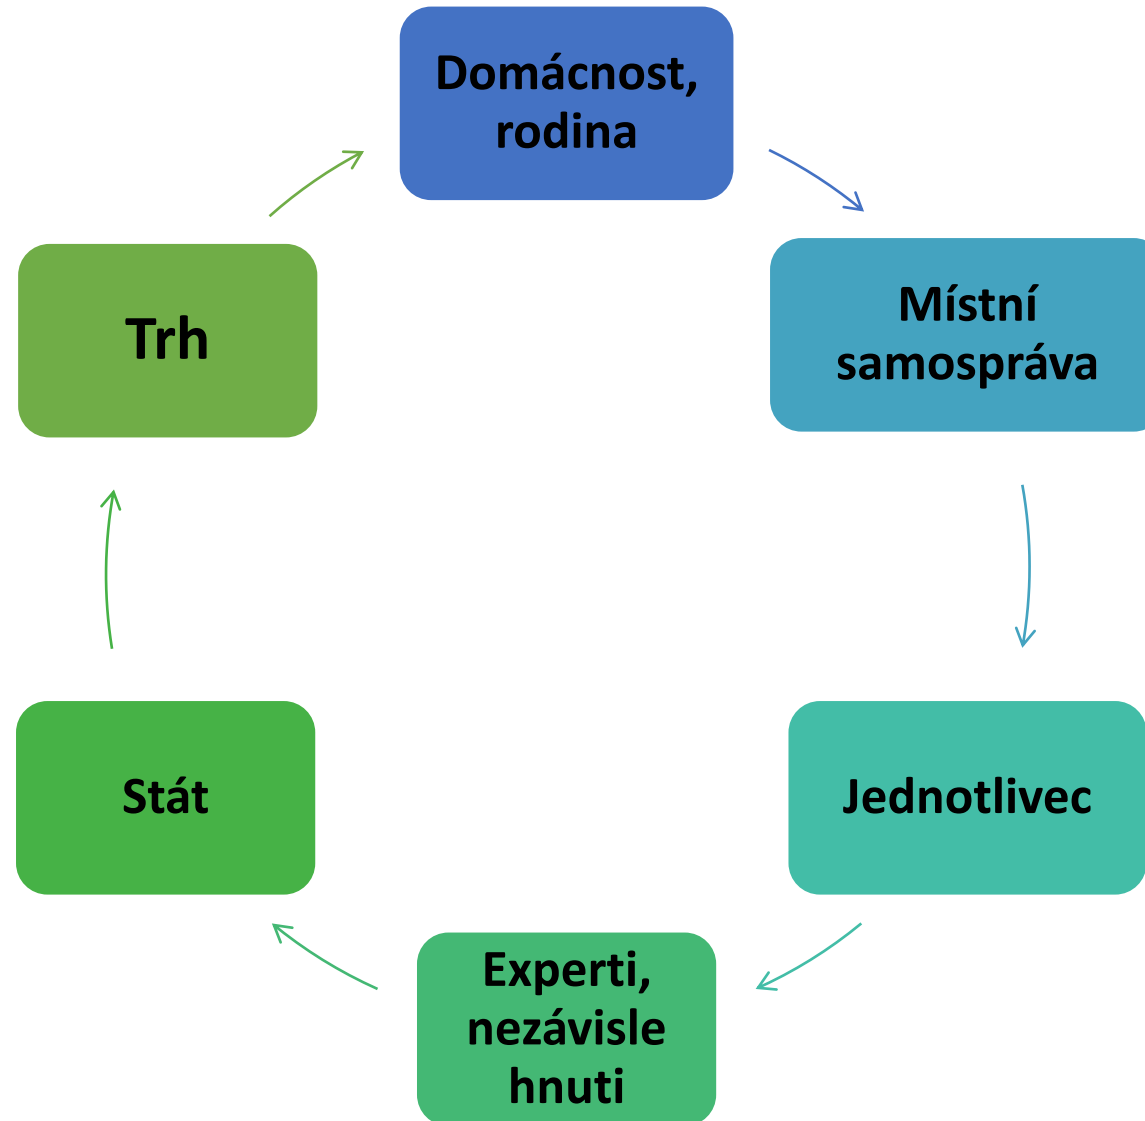 Domácnost,
rodina
Místní
samospráva
Jednotlivec
Experti,
nezávisle
hnuti
Stát
Trh